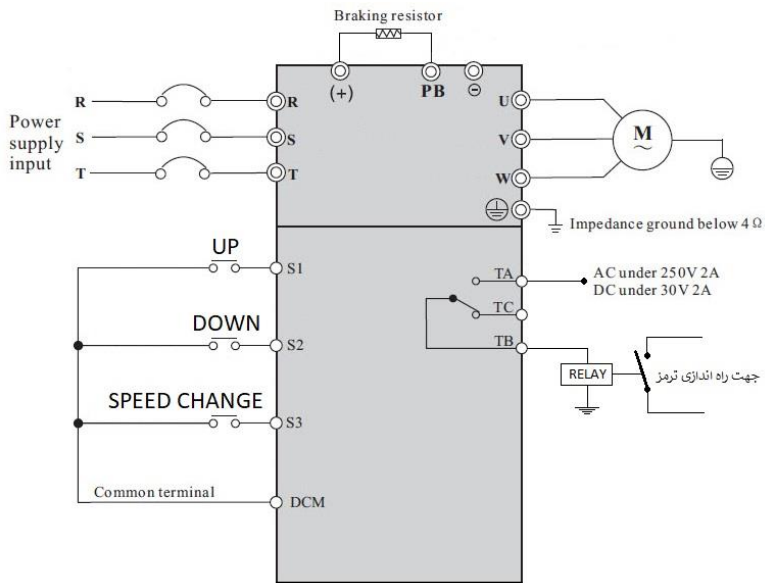 Braking resistor
(+)
PB
⊖
R
R
U
Power
supply
input
S
S
V
M
~
T
T
W
Impedance ground below 4 Ω
UP
S1
TA
AC under 250V 2A
DC under 30V 2A
TC
DOWN
S2
TB
RELAY
جهت راه اندازی ترمز
SPEED CHANGE
S3
Common terminal
DCM